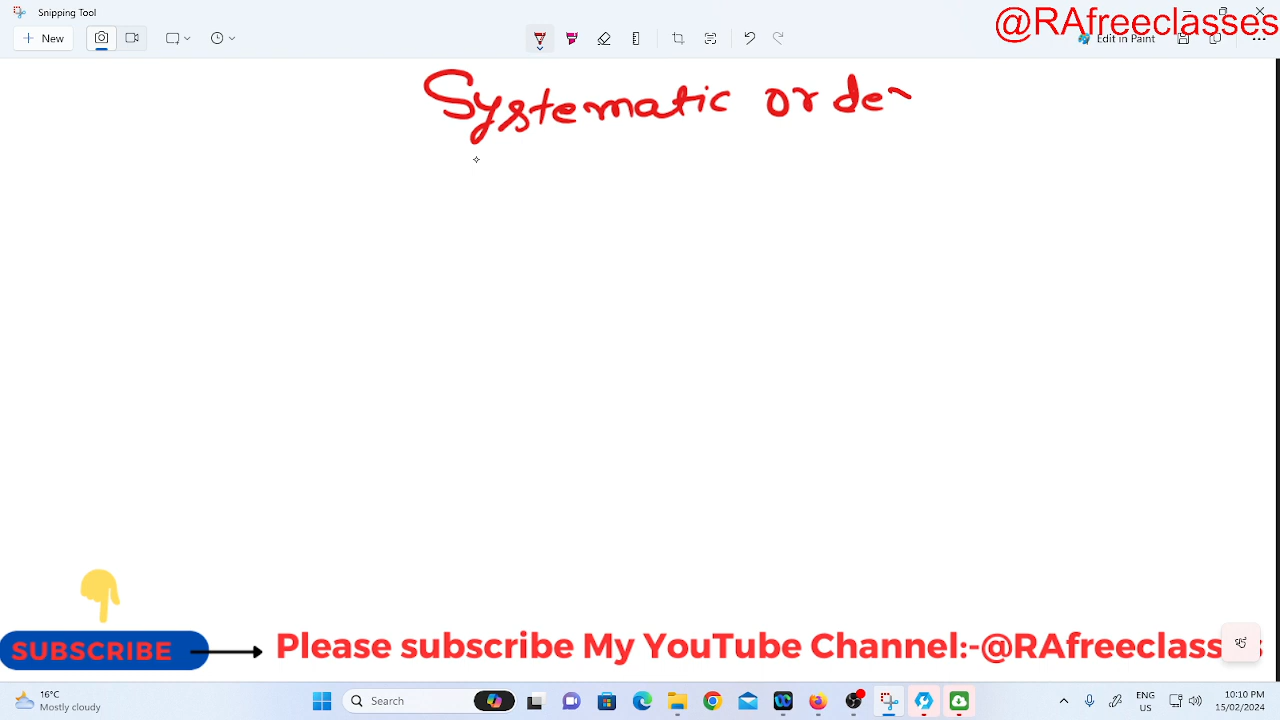 Snipping Tool
@RAfreeclasses
New
Edit in Paint
Systematic order
SUBSCRIBE
Please subscribe My YouTube Channel:-@RAfreeclasses
16°C
Mostly cloudy
Search
ENG
US
10:10 PM
15/02/2024